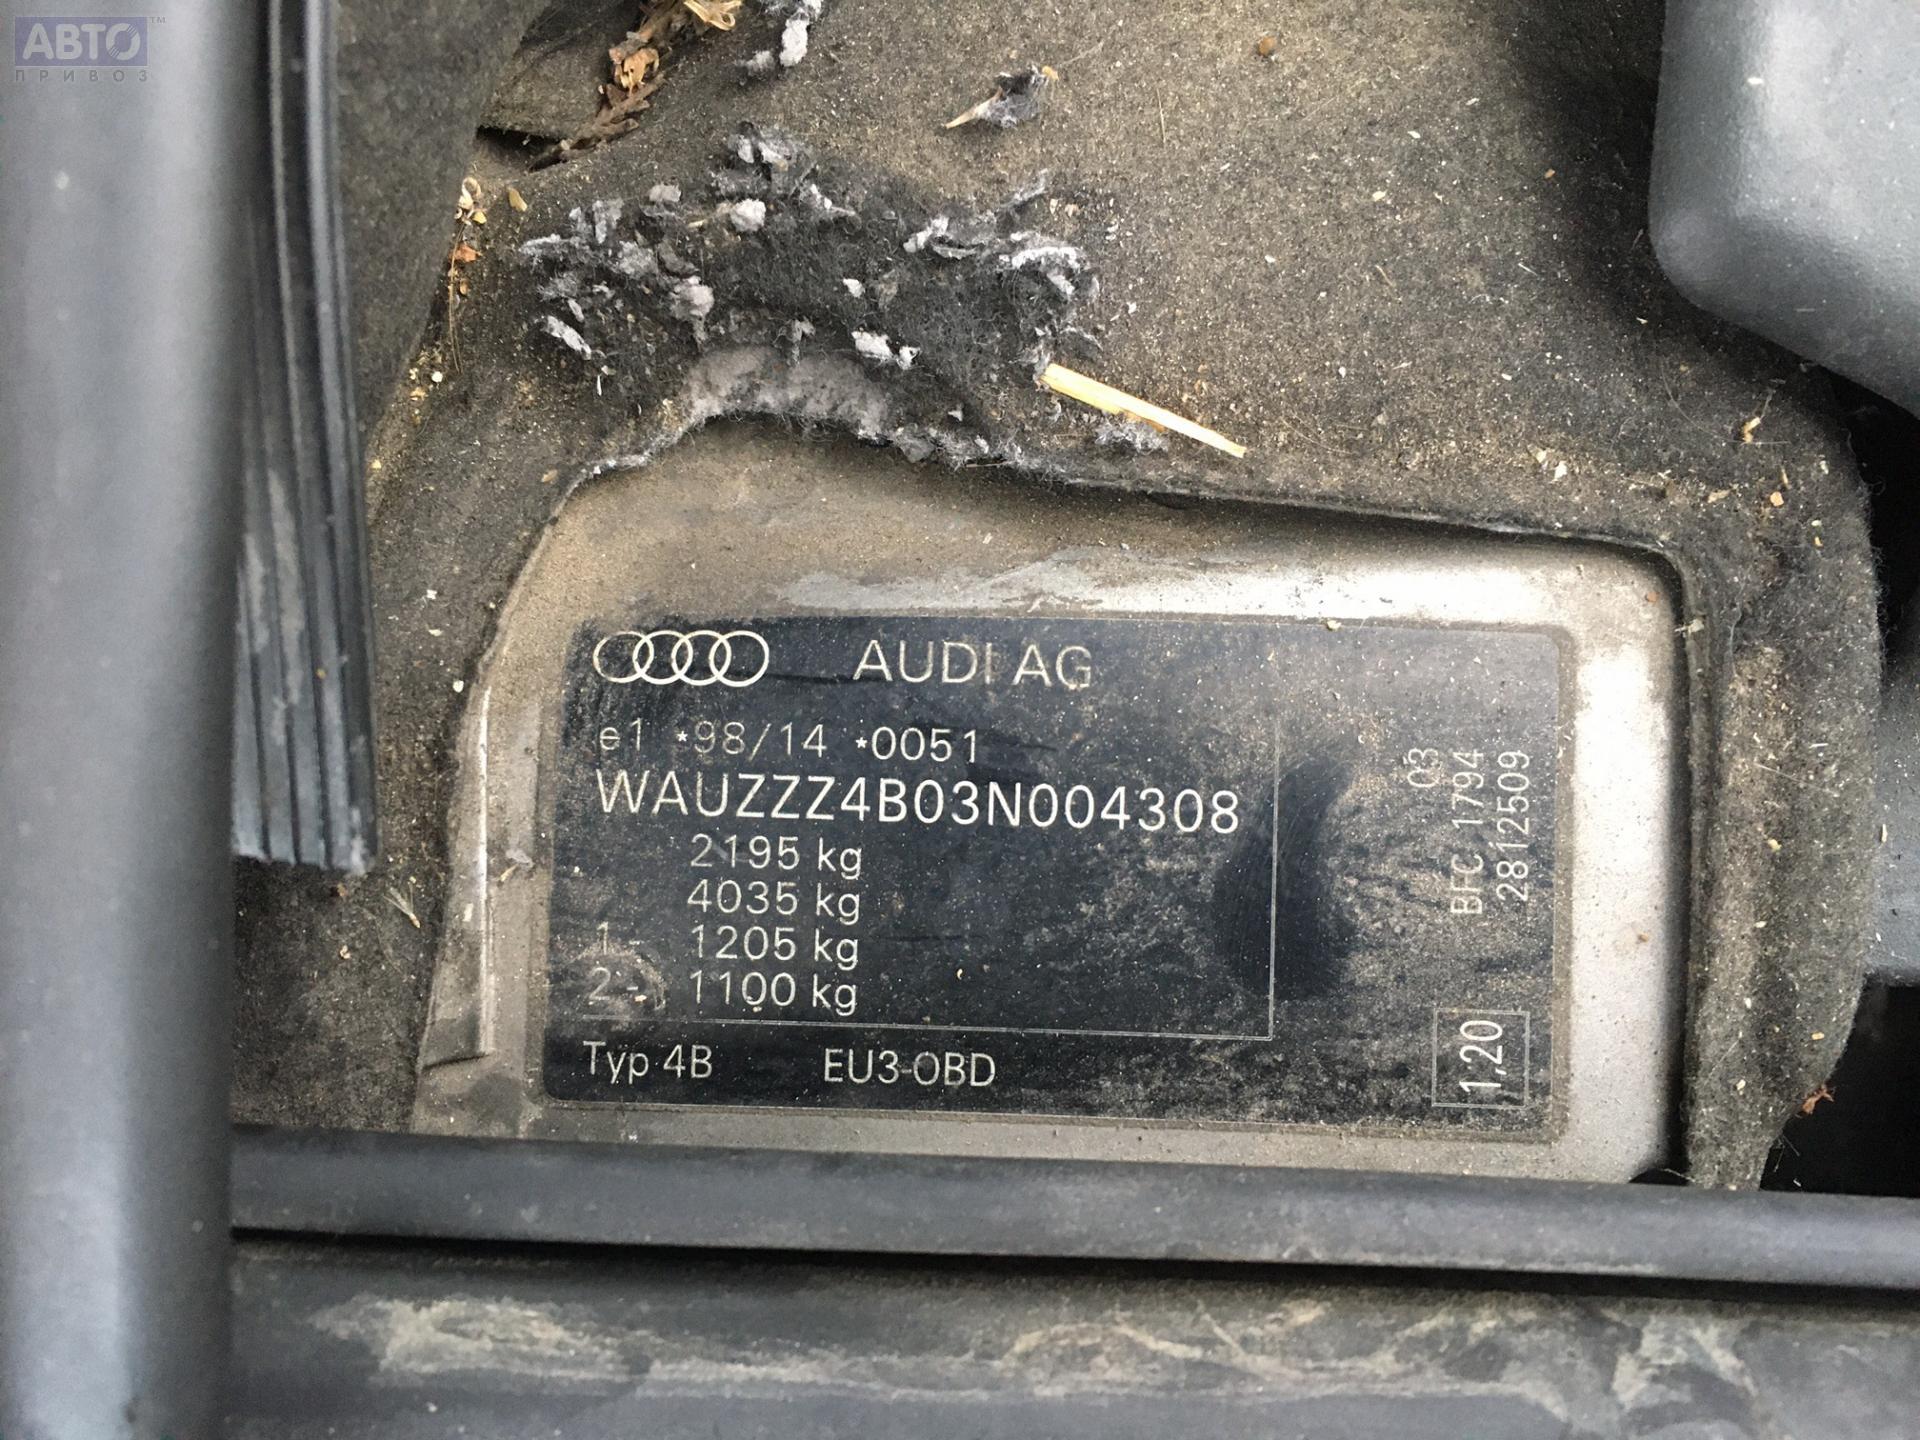 АВТО™
ПРИВОЗ
AUDI AG
e1 *98/14 *0051
WAUZZZ4B03N004308
2195 kg
4035 kg
1 - 1205 kg
2 - 1100 kg
Typ 4B EU3-OBD
03
BFC 1794
2812509
1,20